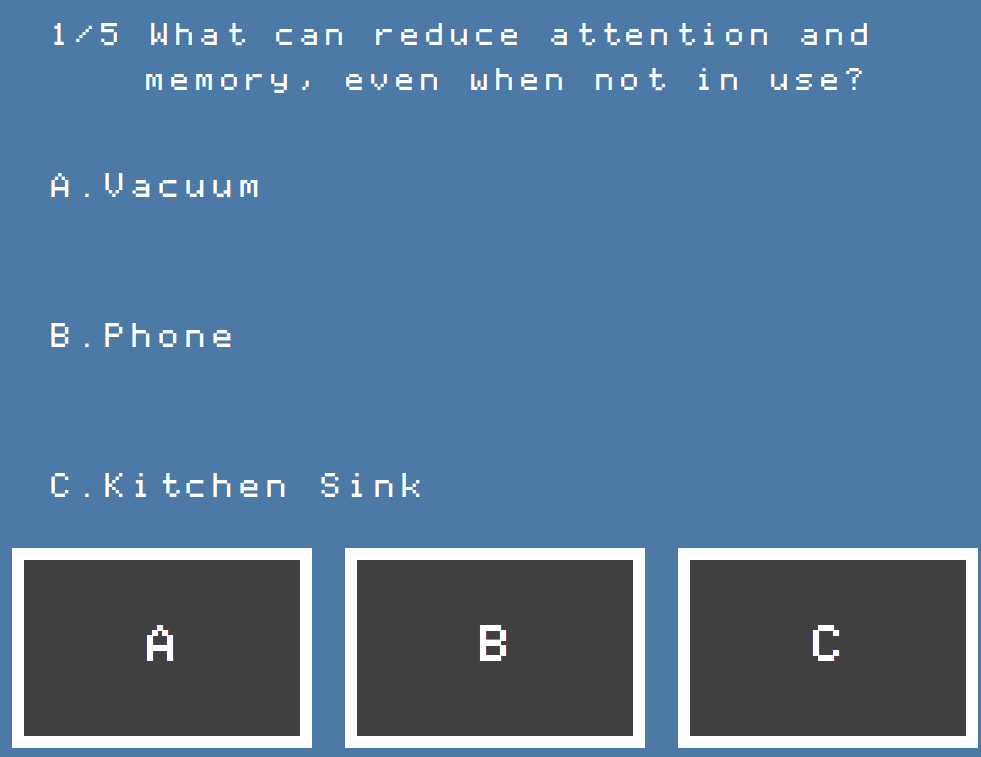 1/5 What can reduce attention and
memory, even when not in use?
A.Vacuum
B.Phone
C.Kitchen Sink
A B C